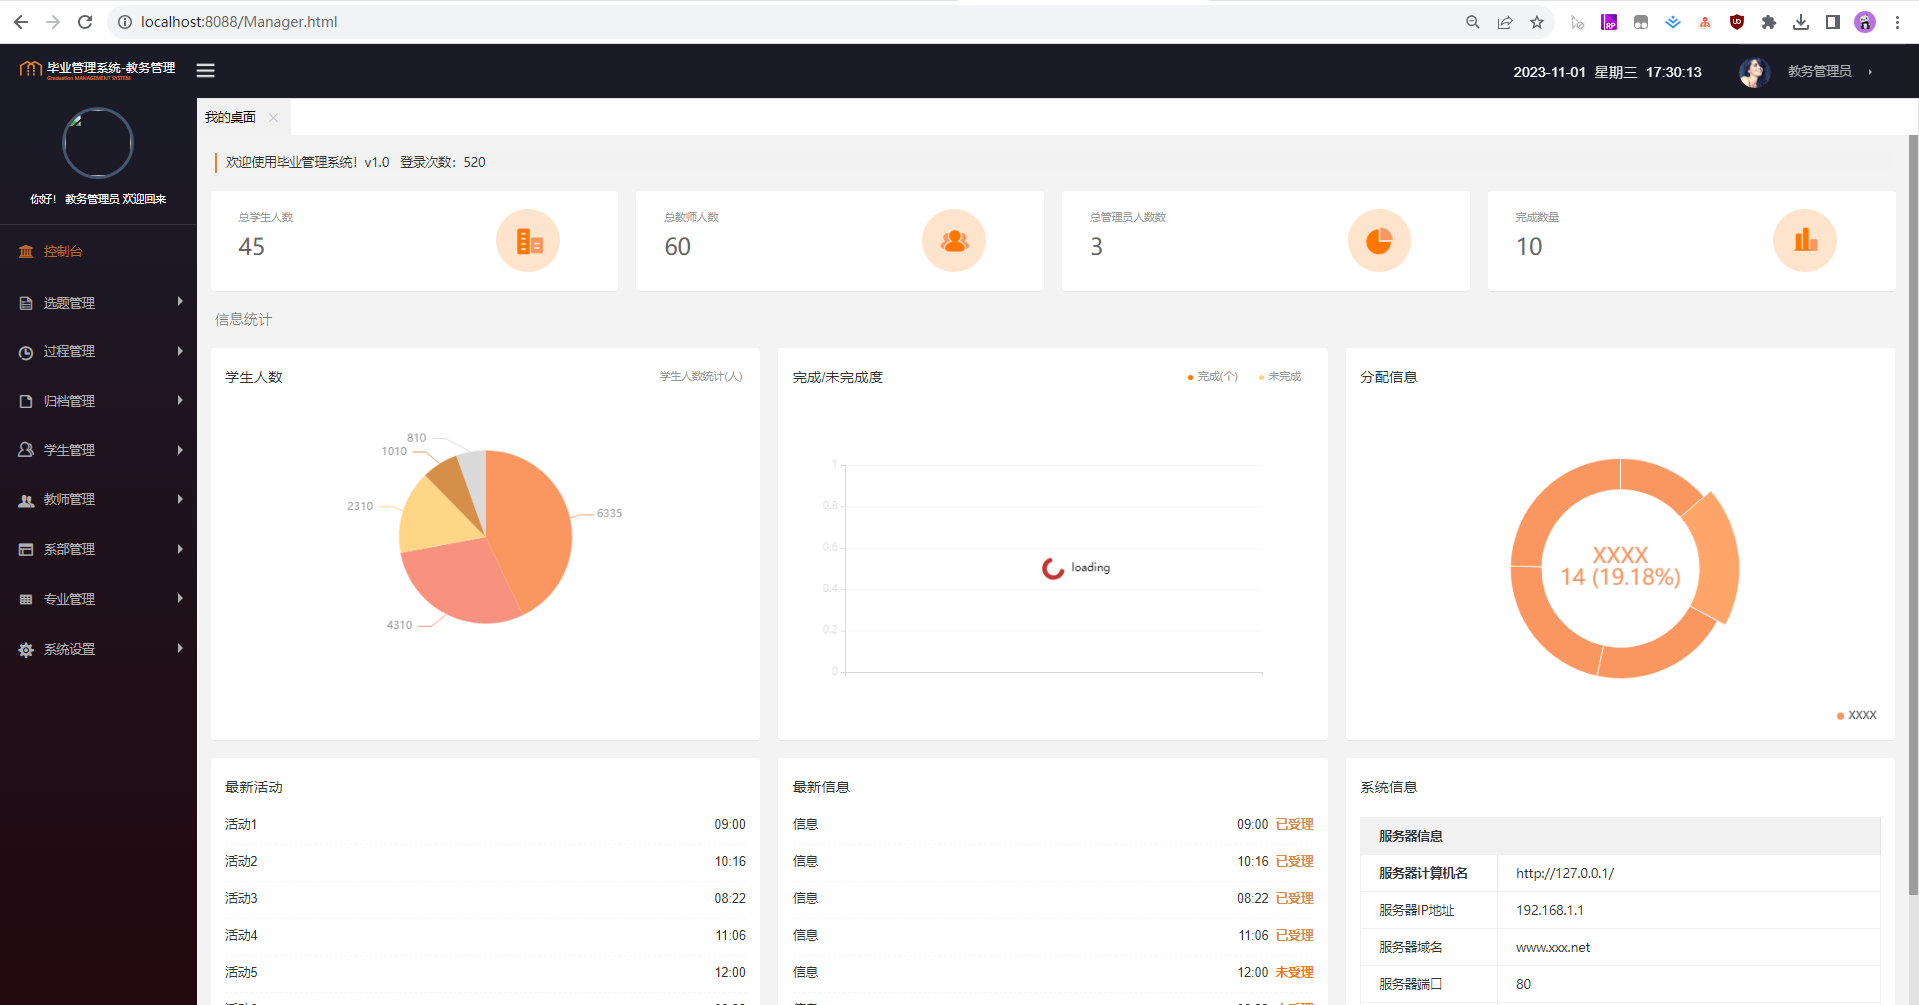 localhost:8088/Manager.html
毕业管理系统-教务管理
Graduation MANAGEMENT SYSTEM
2023-11-01 星期三 17:30:13
教务管理员
你好！ 教务管理员 欢迎回来
控制台
选题管理
过程管理
归档管理
学生管理
教师管理
系部管理
专业管理
系统设置
我的桌面
欢迎使用毕业管理系统！v1.0 登录次数：520
总学生人数
45
总教师人数
60
总管理员人数数
3
完成数量
10
信息统计
学生人数
学生人数统计(人)
810
1010
2310
6335
4310
完成/未完成度
完成(个) 未完成
1
0.8
0.6
0.4
0.2
0
loading
分配信息
XXXX
14 (19.18%)
XXXX
最新活动
活动1 09:00
活动2 10:16
活动3 08:22
活动4 11:06
活动5 12:00
最新信息
信息 09:00 已受理
信息 10:16 已受理
信息 08:22 已受理
信息 11:06 已受理
信息 12:00 未受理
系统信息
服务器信息
服务器计算机名 http://127.0.0.1/
服务器IP地址 192.168.1.1
服务器域名 www.xxx.net
服务器端口 80